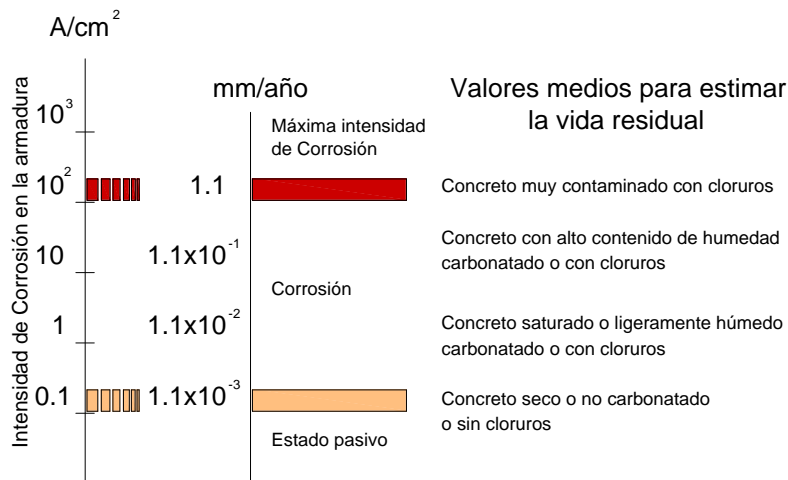 A/cm²
Intensidad de Corrosión en la armadura
mm/año
Valores medios para estimar
la vida residual
10³
Máxima intensidad
de Corrosión
10²
1.1
Concreto muy contaminado con cloruros
10
1.1x10⁻¹
Concreto con alto contenido de humedad
carbonatado o con cloruros
Corrosión
1
1.1x10⁻²
Concreto saturado o ligeramente húmedo
carbonatado o con cloruros
0.1
1.1x10⁻³
Concreto seco o no carbonatado
o sin cloruros
Estado pasivo